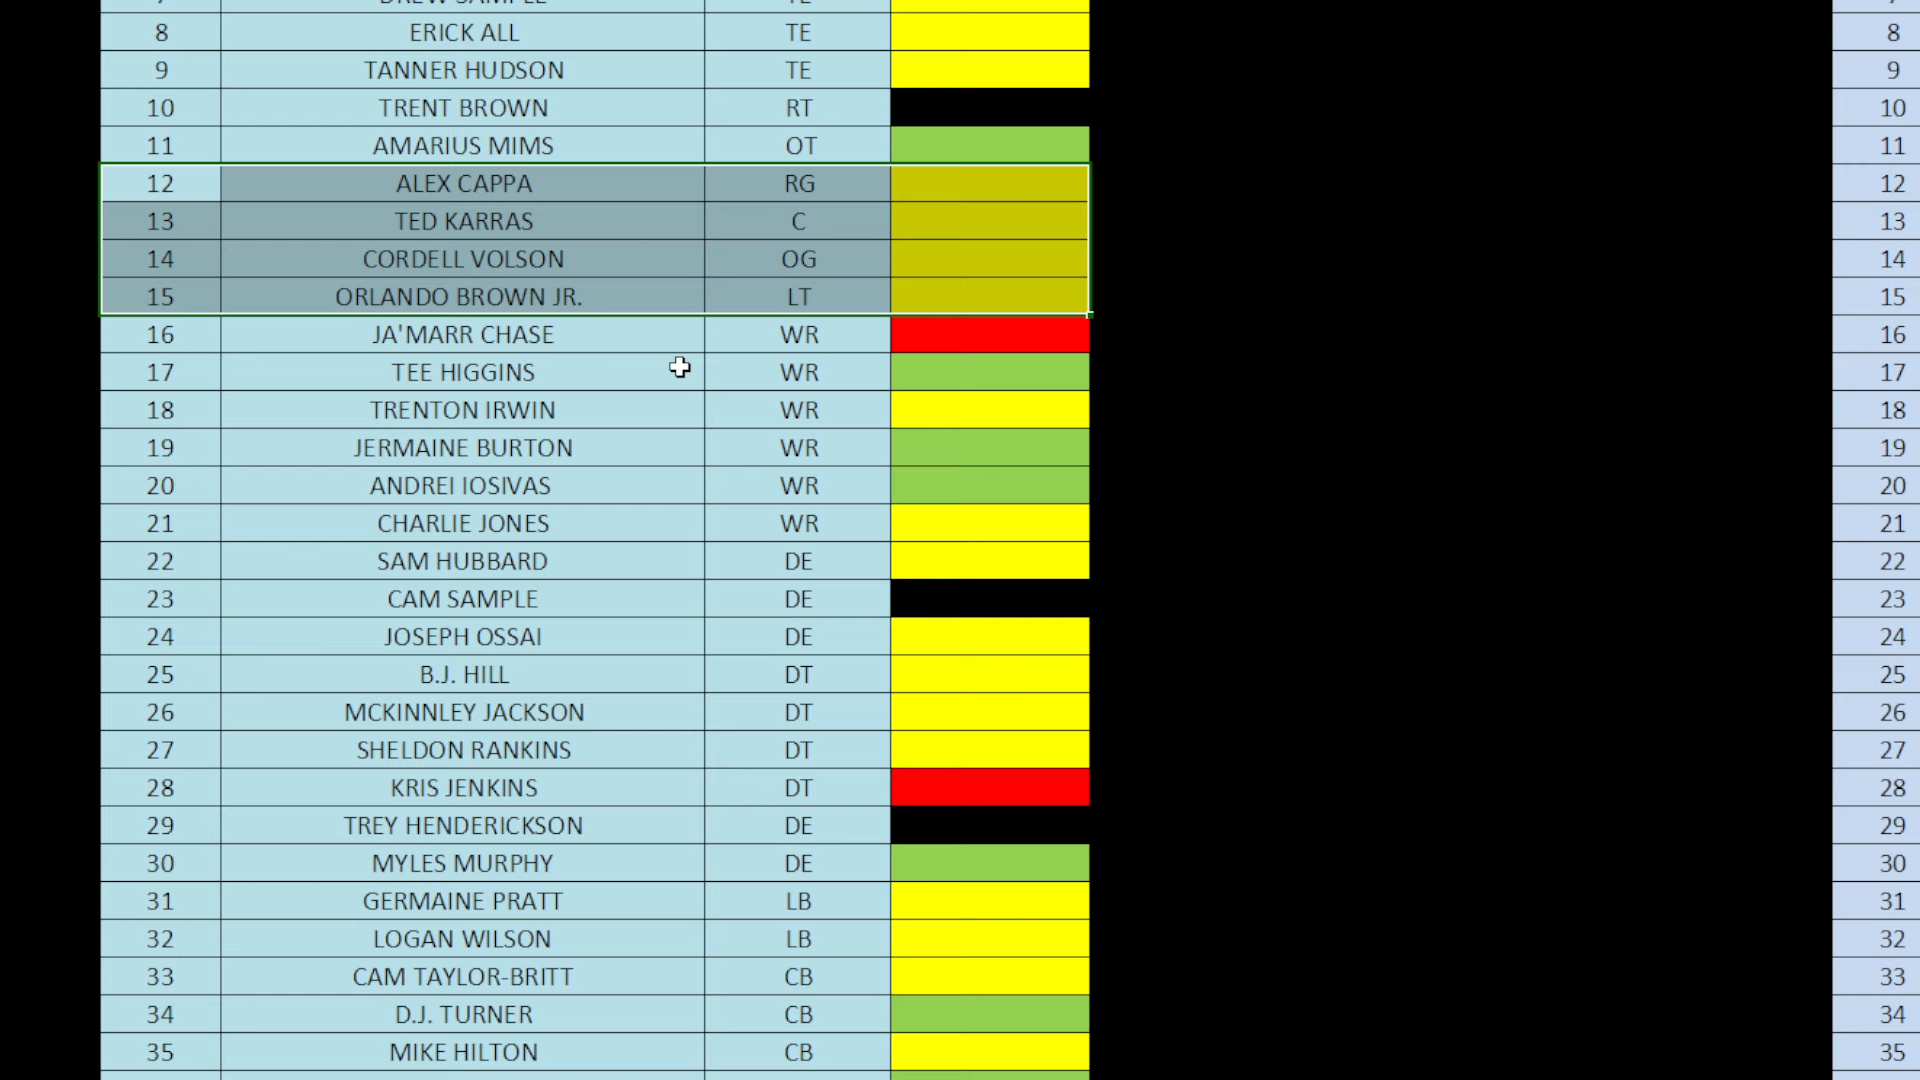 DREW SAMPLE TE
8 ERICK ALL TE 8
9 TANNER HUDSON TE 9
10 TRENT BROWN RT 10
11 AMARIUS MIMS OT 11
12 ALEX CAPPA RG 12
13 TED KARRAS C 13
14 CORDELL VOLSON OG 14
15 ORLANDO BROWN JR. LT 15
16 JA'MARR CHASE WR 16
17 TEE HIGGINS WR 17
18 TRENTON IRWIN WR 18
19 JERMAINE BURTON WR 19
20 ANDREI IOSIVAS WR 20
21 CHARLIE JONES WR 21
22 SAM HUBBARD DE 22
23 CAM SAMPLE DE 23
24 JOSEPH OSSAI DE 24
25 B.J. HILL DT 25
26 MCKINNLEY JACKSON DT 26
27 SHELDON RANKINS DT 27
28 KRIS JENKINS DT 28
29 TREY HENDERICKSON DE 29
30 MYLES MURPHY DE 30
31 GERMAINE PRATT LB 31
32 LOGAN WILSON LB 32
33 CAM TAYLOR-BRITT CB 33
34 D.J. TURNER CB 34
35 MIKE HILTON CB 35